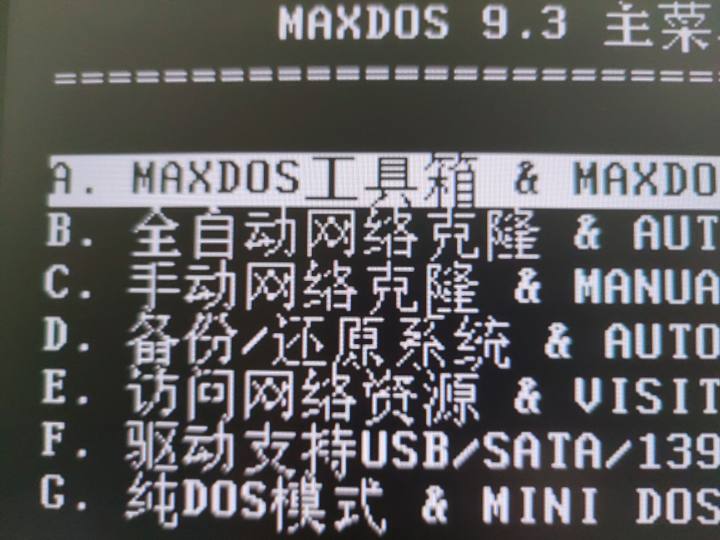 MAXDOS 9.3 主菜
================================
A. MAXDOS工具箱 & MAXDO
B. 全自动网络克隆 & AUT
C. 手动网络克隆 & MANUA
D. 备份/还原系统 & AUTO
E. 访问网络资源 & VISIT
F. 驱动支持USB/SATA/139
G. 纯DOS模式 & MINI DOS